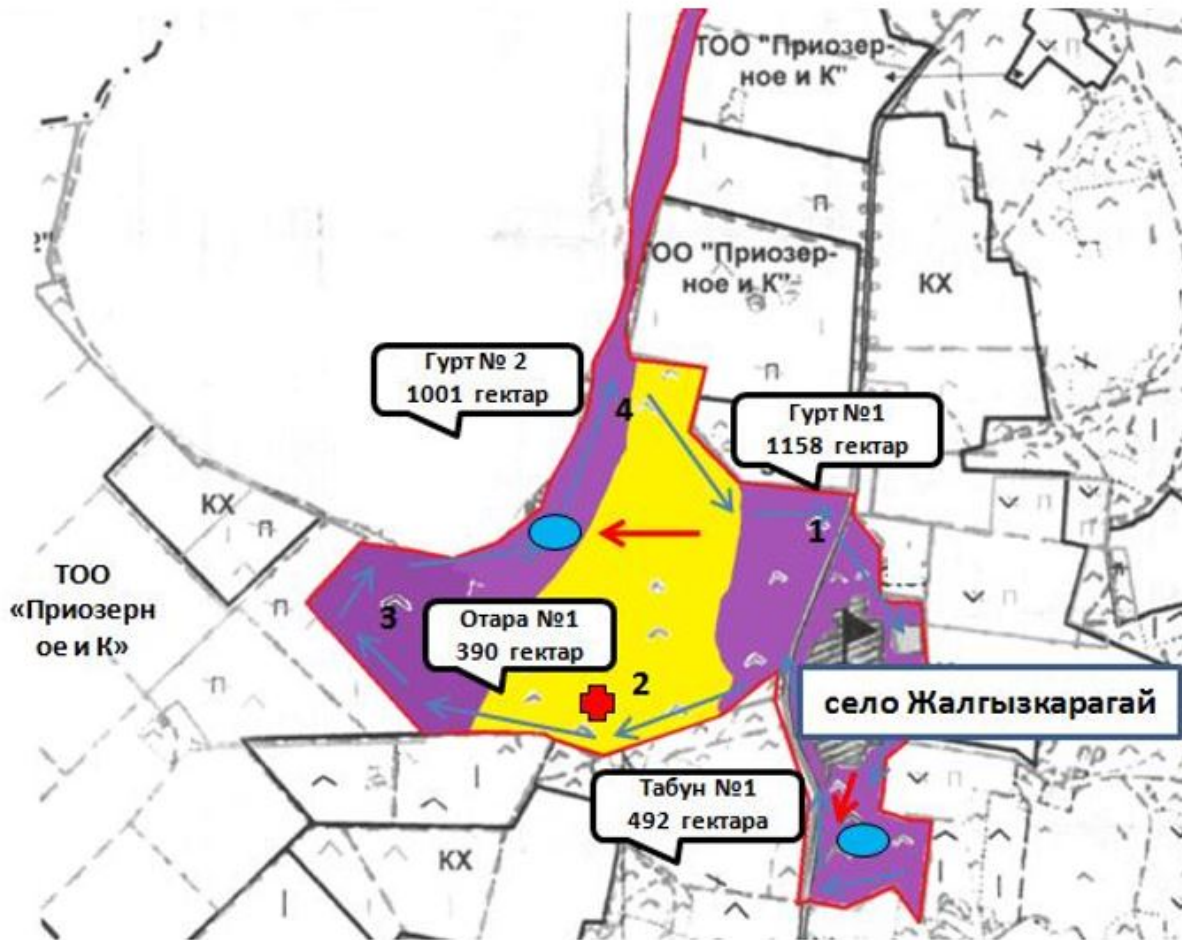 ТОО "Приозер-
ное и К"
П
ТОО "Приозер-
ное и К"
П
КХ
П
Гурт № 2
1001 гектар
4
Гурт №1
1158 гектар
1
КХ
П
ТОО
«Приозерн
ое и К»
П
3
Отара №1
390 гектар
2
П
П
П
село Жалгызкарагай
Табун №1
492 гектара
П
пр
КХ